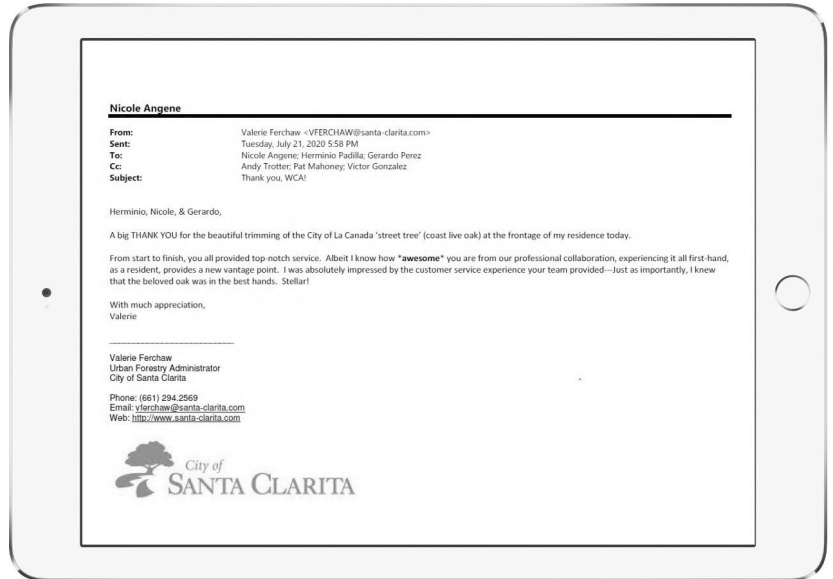 Nicole Angene
From: Valerie Ferchaw <VFERCHAW@santa-clarita.com>
Sent: Tuesday, July 21, 2020 5:58 PM
To: Nicole Angene; Herminio Padilla; Gerardo Perez
Cc: Andy Trotter; Pat Mahoney; Victor Gonzalez
Subject: Thank you, WCA!
Herminio, Nicole, & Gerardo,
A big THANK YOU for the beautiful trimming of the City of La Canada 'street tree' (coast live oak) at the frontage of my residence today.
From start to finish, you all provided top-notch service.  Albeit I know how *awesome* you are from our professional collaboration, experiencing it all first-hand,
as a resident, provides a new vantage point.  I was absolutely impressed by the customer service experience your team provided---Just as importantly, I knew
that the beloved oak was in the best hands.  Stellar!
With much appreciation,
Valerie
Valerie Ferchaw
Urban Forestry Administrator
City of Santa Clarita
Phone: (661) 294.2569
Email: vferchaw@santa-clarita.com
Web: http://www.santa-clarita.com
City of
SANTA CLARITA